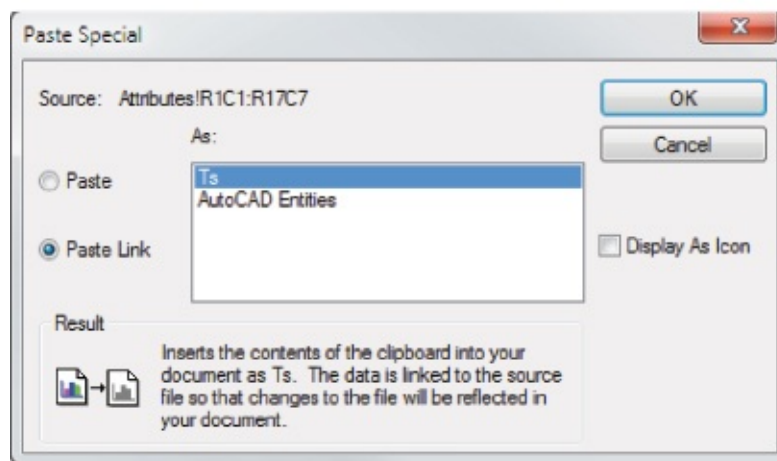 Paste Special
Source: Attributes!R1C1:R17C7
OK
As:
Cancel
Paste
Ts
AutoCAD Entities
Paste Link
Display As Icon
Result
Inserts the contents of the clipboard into your
document as Ts. The data is linked to the source
file so that changes to the file will be reflected in
your document.